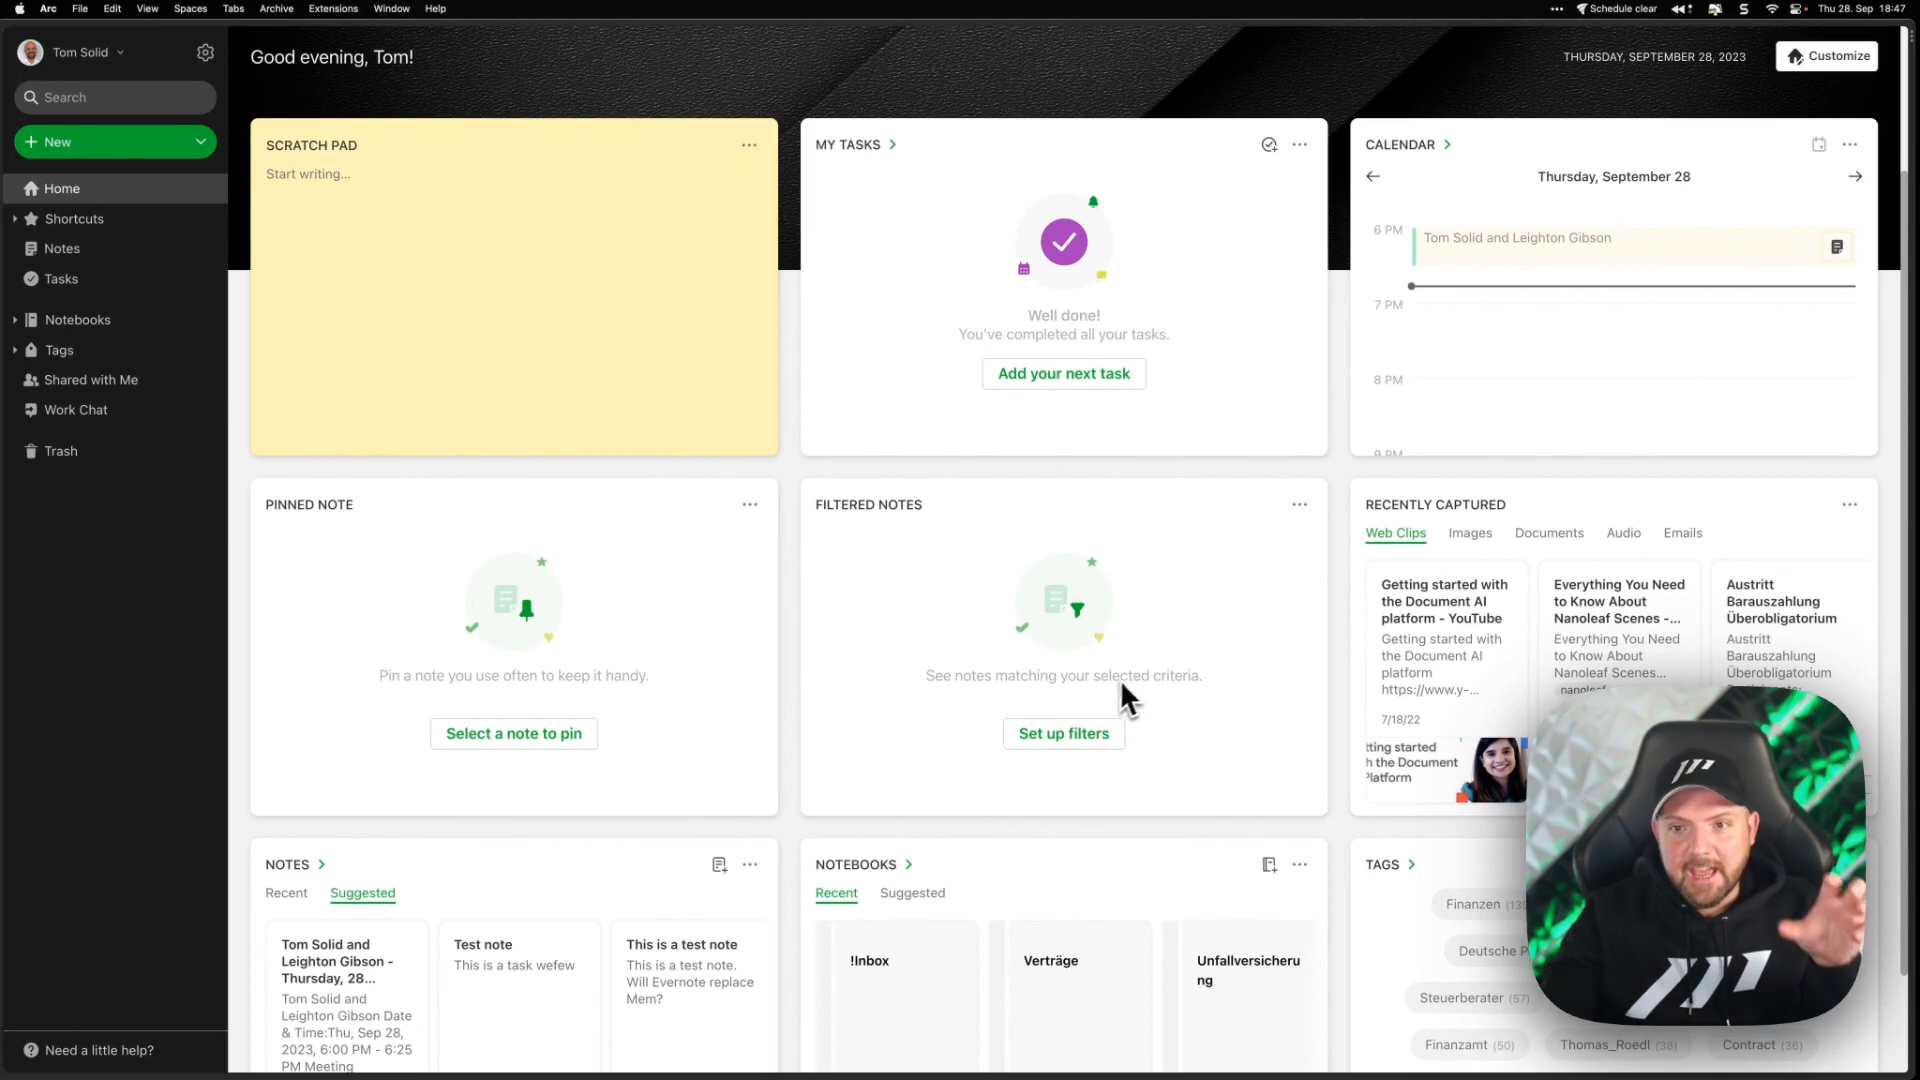 Arc File Edit View Spaces Tabs Archive Extensions Window Help
Schedule clear
Thu 28. Sep 18:47
Tom Solid
Search
New
Home
Shortcuts
Notes
Tasks
Notebooks
Tags
Shared with Me
Work Chat
Trash
Need a little help?
Good evening, Tom!
THURSDAY, SEPTEMBER 28, 2023
Customize
SCRATCH PAD
Start writing...
MY TASKS
Well done!
You've completed all your tasks.
Add your next task
CALENDAR
Thursday, September 28
6 PM
Tom Solid and Leighton Gibson
7 PM
8 PM
9 PM
PINNED NOTE
Pin a note you use often to keep it handy.
Select a note to pin
FILTERED NOTES
See notes matching your selected criteria.
Set up filters
RECENTLY CAPTURED
Web Clips Images Documents Audio Emails
Getting started with
the Document AI
platform - YouTube
Getting started with
the Document AI
platform
https://www.y-...
7/18/22
tting started
h the Document
Platform
Everything You Need
to Know About
Nanoleaf Scenes -...
Everything You Need
to Know About
Nanoleaf Scenes...
Austritt
Barauszahlung
Überobligatorium
Austritt
Barauszahlung
Überobligatorium
NOTES
Recent Suggested
Tom Solid and
Leighton Gibson -
Thursday, 28...
Tom Solid and
Leighton Gibson Date
& Time:Thu, Sep 28,
2023, 6:00 PM - 6:25
PM Meeting
Test note
This is a task wefew
This is a test note
This is a test note.
Will Evernote replace
Mem?
NOTEBOOKS
Recent Suggested
!Inbox
Verträge
Unfallversicheru
ng
TAGS
Finanzen
Deutsche P
Steuerberater (57)
Finanzamt (50)
Thomas_Roedl (38)
Contract (36)